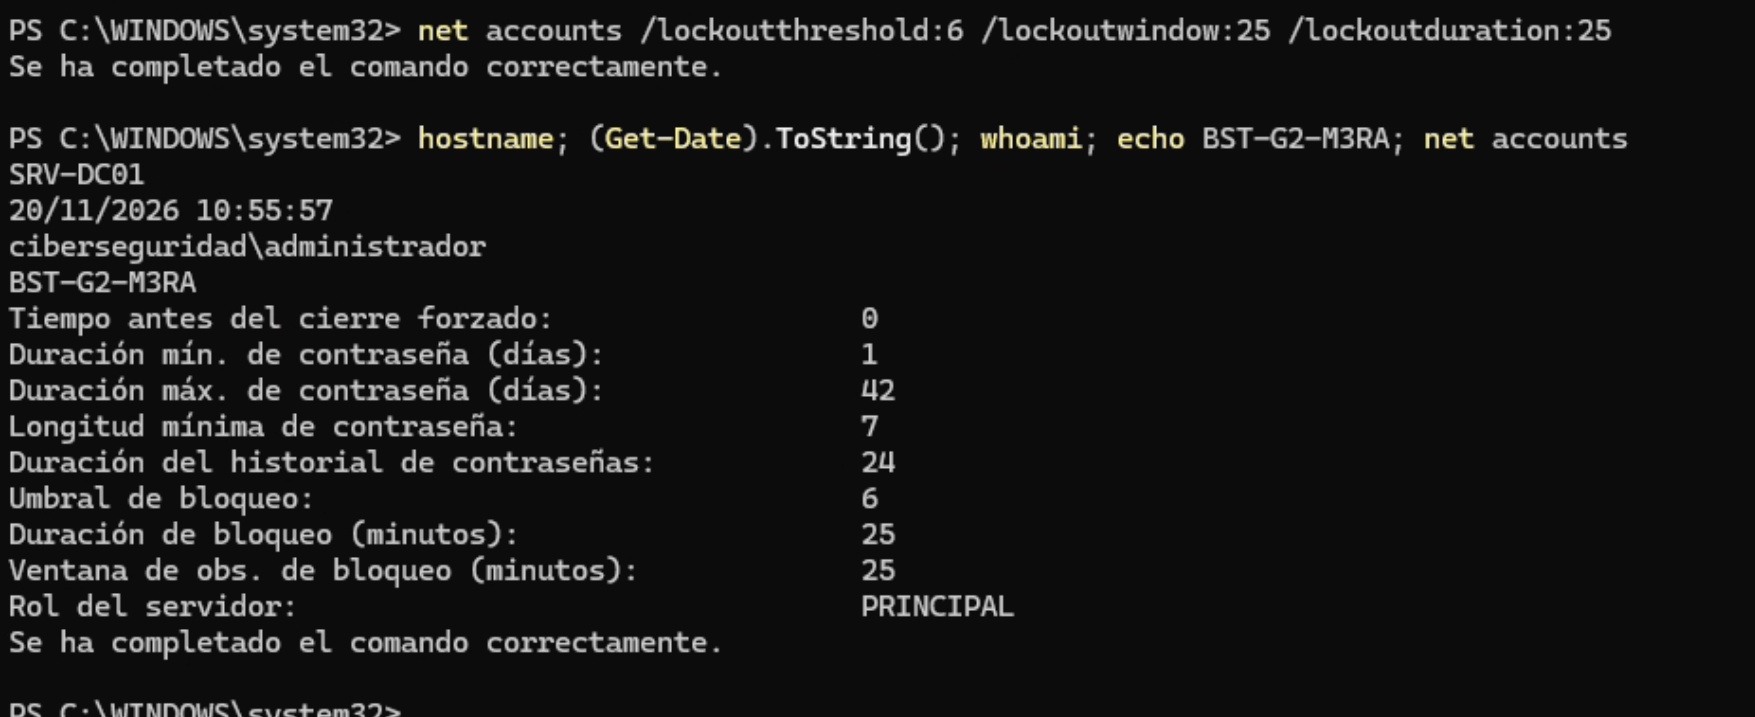 PS C:\WINDOWS\system32> net accounts /lockoutthreshold:6 /lockoutwindow:25 /lockoutduration:25
Se ha completado el comando correctamente.
PS C:\WINDOWS\system32> hostname; (Get-Date).ToString(); whoami; echo BST-G2-M3RA; net accounts
SRV-DC01
20/11/2026 10:55:57
ciberseguridad\administrador
BST-G2-M3RA
Tiempo antes del cierre forzado: 0
Duración mín. de contraseña (días): 1
Duración máx. de contraseña (días): 42
Longitud mínima de contraseña: 7
Duración del historial de contraseñas: 24
Umbral de bloqueo: 6
Duración de bloqueo (minutos): 25
Ventana de obs. de bloqueo (minutos): 25
Rol del servidor: PRINCIPAL
Se ha completado el comando correctamente.
PS C:\WINDOWS\system32>